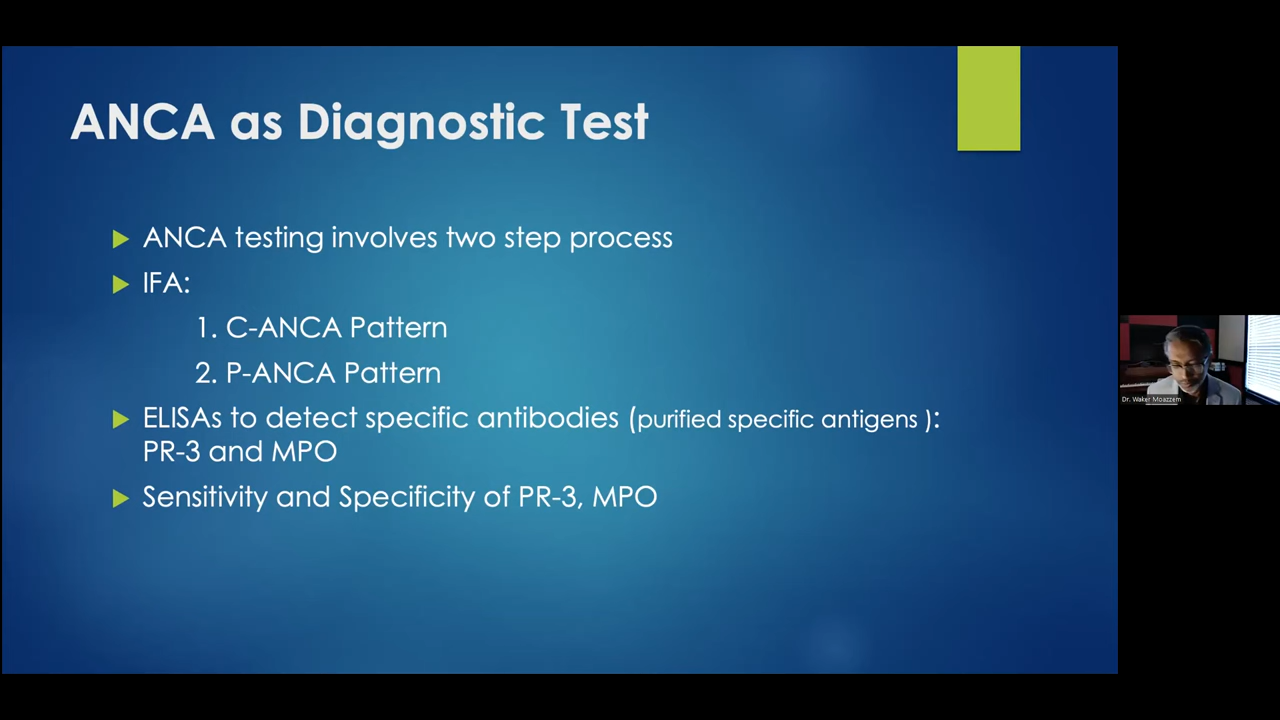 ANCA as Diagnostic Test
ANCA testing involves two step process
IFA:
1. C-ANCA Pattern
2. P-ANCA Pattern
ELISAs to detect specific antibodies (purified specific antigens ):
PR-3 and MPO
Sensitivity and Specificity of PR-3, MPO
Dr. Waker Moazzem